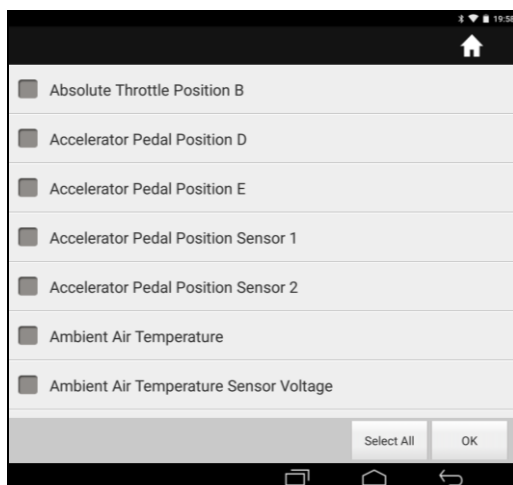 19:58
Absolute Throttle Position B
Accelerator Pedal Position D
Accelerator Pedal Position E
Accelerator Pedal Position Sensor 1
Accelerator Pedal Position Sensor 2
Ambient Air Temperature
Ambient Air Temperature Sensor Voltage
Select All OK